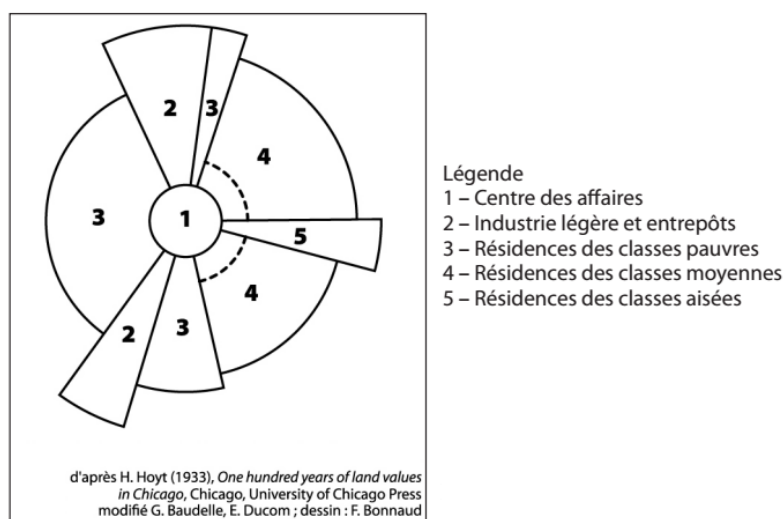 2
3
4
3
1
5
4
2
3
d'après H. Hoyt (1933), One hundred years of land values
in Chicago, Chicago, University of Chicago Press
modifié G. Baudelle, E. Ducom ; dessin : F. Bonnaud
Légende
1 – Centre des affaires
2 – Industrie légère et entrepôts
3 – Résidences des classes pauvres
4 – Résidences des classes moyennes
5 – Résidences des classes aisées